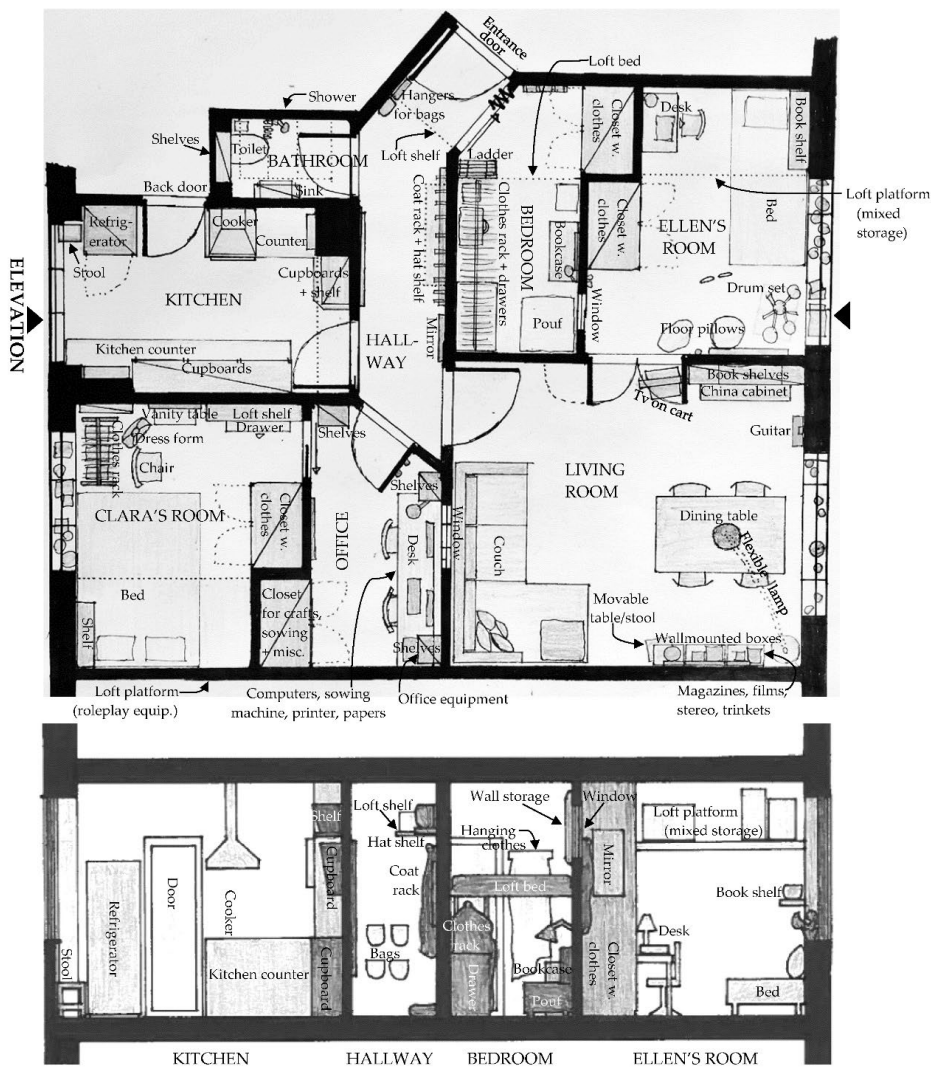 Entrance
door
Loft bed
Shower
Hangers
for bags
Shelves
Toilet
BATHROOM
Loft shelf
Closet w.
clothes
Desk
Book shelf
Ladder
Back door
Sink
Loft platform
(mixed
storage)
Refrig-
erator
Cooker
Counter
Coat rack + hat shelf
Clothes rack + drawers
BEDROOM
Bookcase
Closet w.
clothes
ELLEN'S
ROOM
Bed
Stool
KITCHEN
Cupboards
+ shelf
Drum set
ELEVATION
Window
Pouf
Floor pillows
HALL-
WAY
Mirror
Kitchen counter
Cupboards
Book shelves
China cabinet
Tv on cart
Vanity table
Loft shelf
Drawer
Shelves
Guitar
Clothes rack
Dress form
Chair
LIVING
ROOM
Shelves
CLARA'S ROOM
Closet w.
clothes
OFFICE
Desk
Window
Couch
Dining table
Flexible lamp
Bed
Closet
for crafts,
sowing
+ misc.
Movable
table/stool
Shelf
Shelves
Wallmounted boxes
Loft platform
(roleplay equip.)
Computers, sowing
machine, printer, papers
Office equipment
Magazines, films,
stereo, trinkets
Shelf
Loft shelf
Hat shelf
Wall storage
Window
Hanging
clothes
Loft platform
(mixed storage)
Mirror
Coat
rack
Cupboard
Loft bed
Door
Cooker
Refrigerator
Book shelf
Clothes
rack
Desk
Bags
Stool
Kitchen counter
Cupboard
Drawer
Bookcase
Pouf
Closet w.
clothes
Bed
KITCHEN
HALLWAY
BEDROOM
ELLEN'S ROOM